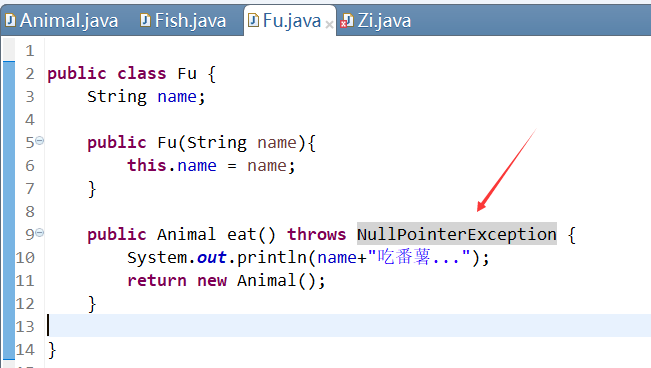 Animal.java Fish.java Fu.java Zi.java
1
2 public class Fu {
3 String name;
4
5 public Fu(String name){
6 this.name = name;
7 }
8
9 public Animal eat() throws NullPointerException {
10 System.out.println(name+"吃番薯...");
11 return new Animal();
12 }
13
14 }